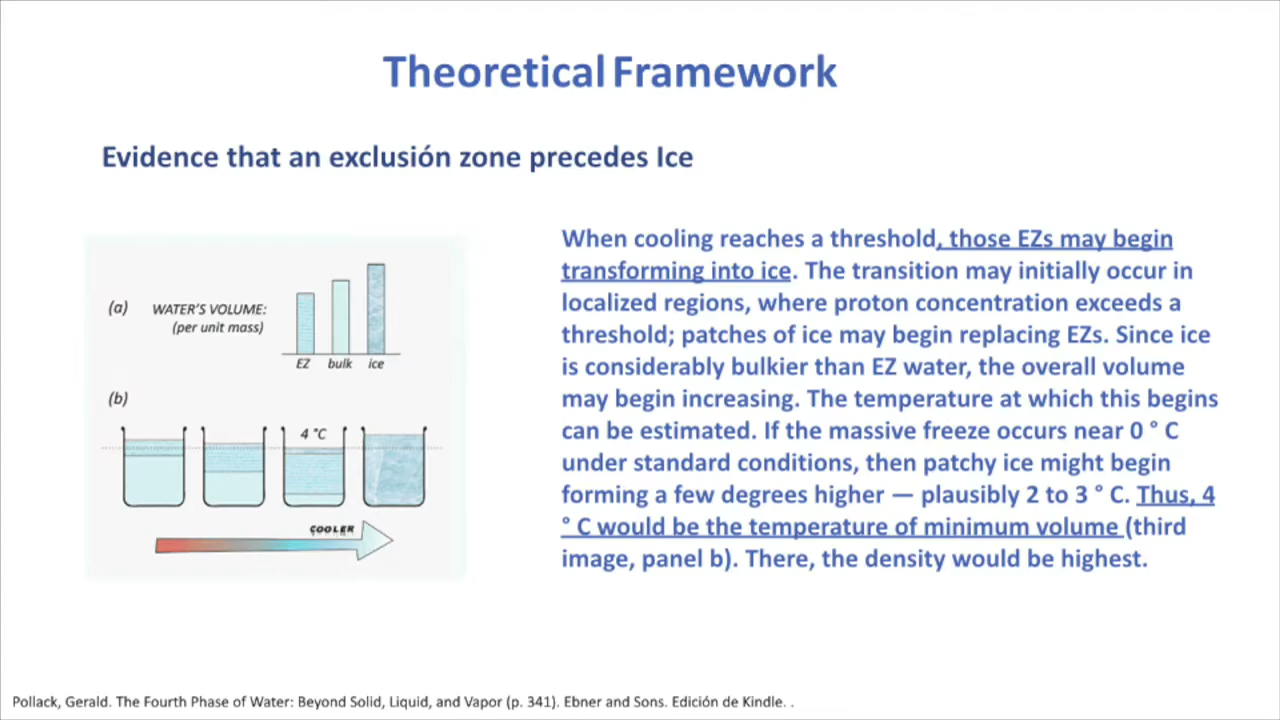 Theoretical Framework
Evidence that an exclusión zone precedes Ice
(a)
WATER'S VOLUME:
(per unit mass)
EZ bulk ice
(b)
4 °C
COOLER
When cooling reaches a threshold, those EZs may begin
transforming into ice. The transition may initially occur in
localized regions, where proton concentration exceeds a
threshold; patches of ice may begin replacing EZs. Since ice
is considerably bulkier than EZ water, the overall volume
may begin increasing. The temperature at which this begins
can be estimated. If the massive freeze occurs near 0 ° C
under standard conditions, then patchy ice might begin
forming a few degrees higher — plausibly 2 to 3 ° C. Thus, 4
° C would be the temperature of minimum volume (third
image, panel b). There, the density would be highest.
Pollack, Gerald. The Fourth Phase of Water: Beyond Solid, Liquid, and Vapor (p. 341). Ebner and Sons. Edición de Kindle. .